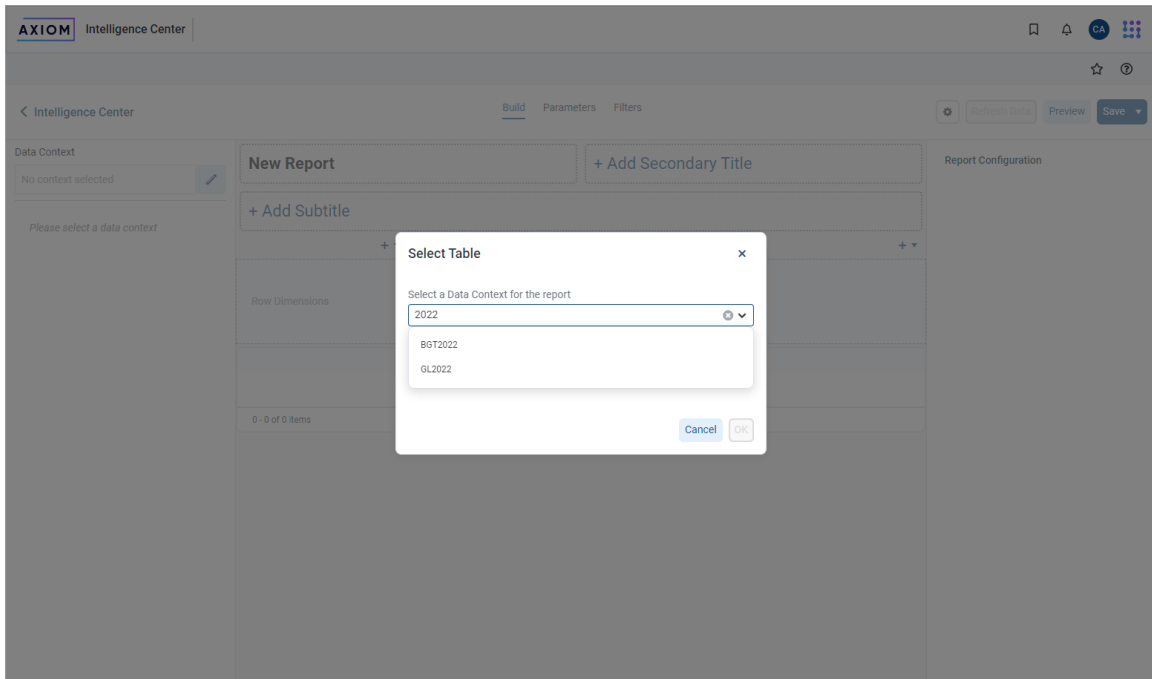 AXIOM Intelligence Center
CA
Intelligence Center
Build Parameters Filters
Refresh Data Preview Save
Data Context
No context selected
Please select a data context
New Report
+ Add Secondary Title
Report Configuration
+ Add Subtitle
Row Dimensions
0 - 0 of 0 items
Select Table
Select a Data Context for the report
2022
BGT2022
GL2022
Cancel OK